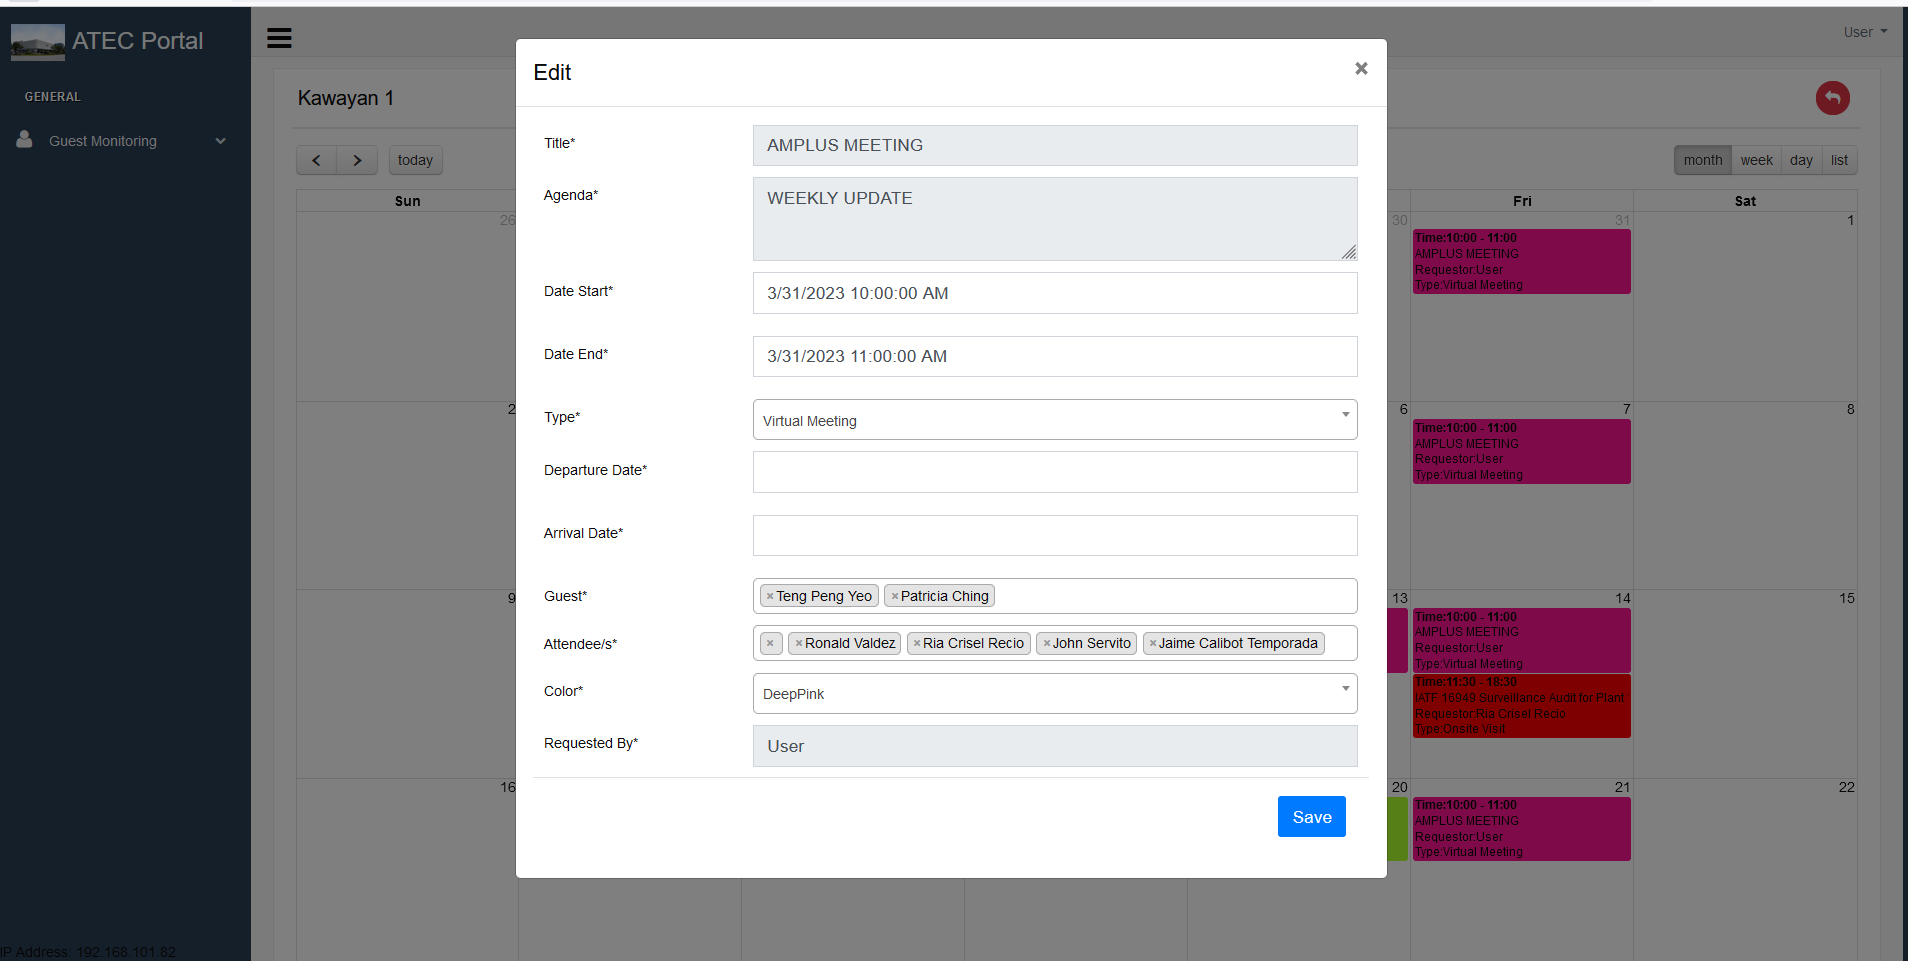 ATEC Portal
GENERAL
Guest Monitoring
IP Address: 192.168.101.82
User
Kawayan 1
today
month week day list
Sun
Fri
Sat
26
30
31
1
Time:10:00 - 11:00
AMPLUS MEETING
Requestor:User
Type:Virtual Meeting
2
6
7
8
Time:10:00 - 11:00
AMPLUS MEETING
Requestor:User
Type:Virtual Meeting
9
13
14
15
Time:10:00 - 11:00
AMPLUS MEETING
Requestor:User
Type:Virtual Meeting
Time:11:30 - 18:30
IATF 16949 Surveillance Audit for Plant
Requestor:Ria Crisel Recio
Type:Onsite Visit
16
20
21
22
Time:10:00 - 11:00
AMPLUS MEETING
Requestor:User
Type:Virtual Meeting
Edit
×
Title*
AMPLUS MEETING
Agenda*
WEEKLY UPDATE
Date Start*
3/31/2023 10:00:00 AM
Date End*
3/31/2023 11:00:00 AM
Type*
Virtual Meeting
Departure Date*
Arrival Date*
Guest*
×Teng Peng Yeo ×Patricia Ching
Attendee/s*
× ×Ronald Valdez ×Ria Crisel Recio ×John Servito ×Jaime Calibot Temporada
Color*
DeepPink
Requested By*
User
Save